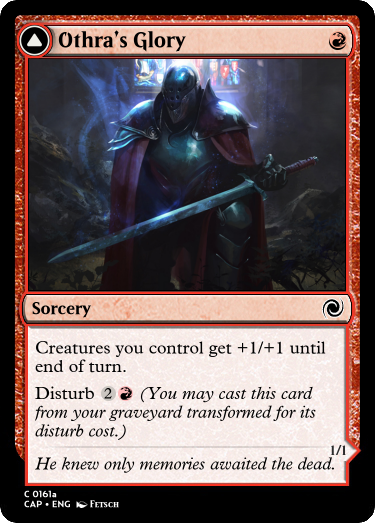 Othra's Glory
Sorcery
Creatures you control get +1/+1 until
end of turn.
Disturb 2 (You may cast this card
from your graveyard transformed for its
disturb cost.)
1/1
He knew only memories awaited the dead.
C 0161a
CAP • ENG Fetsch